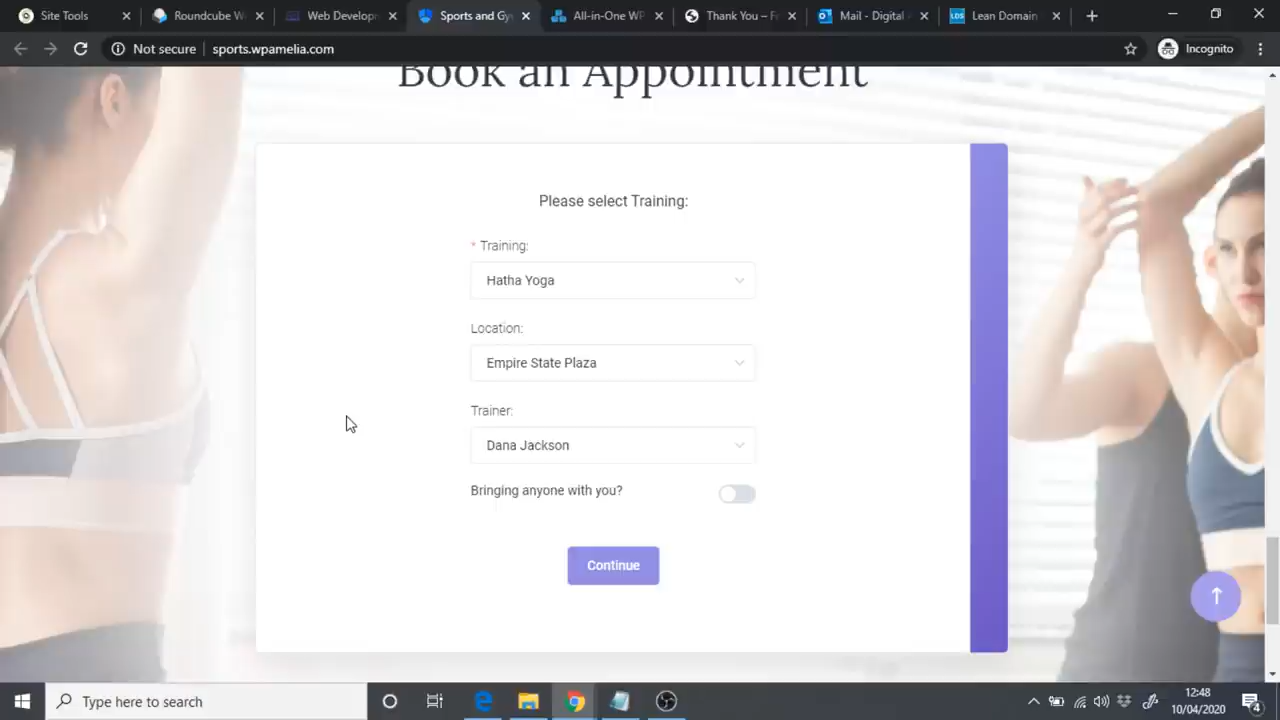 Site Tools
Roundcube W
Web Develop
Sports and Gy
All-in-One WP
Thank You – F
Mail - Digital
Lean Domain
Not secure
sports.wpamelia.com
Incognito
Book an Appointment
Please select Training:
* Training:
Hatha Yoga
Location:
Empire State Plaza
Trainer:
Dana Jackson
Bringing anyone with you?
Continue
Type here to search
12:48
10/04/2020
4